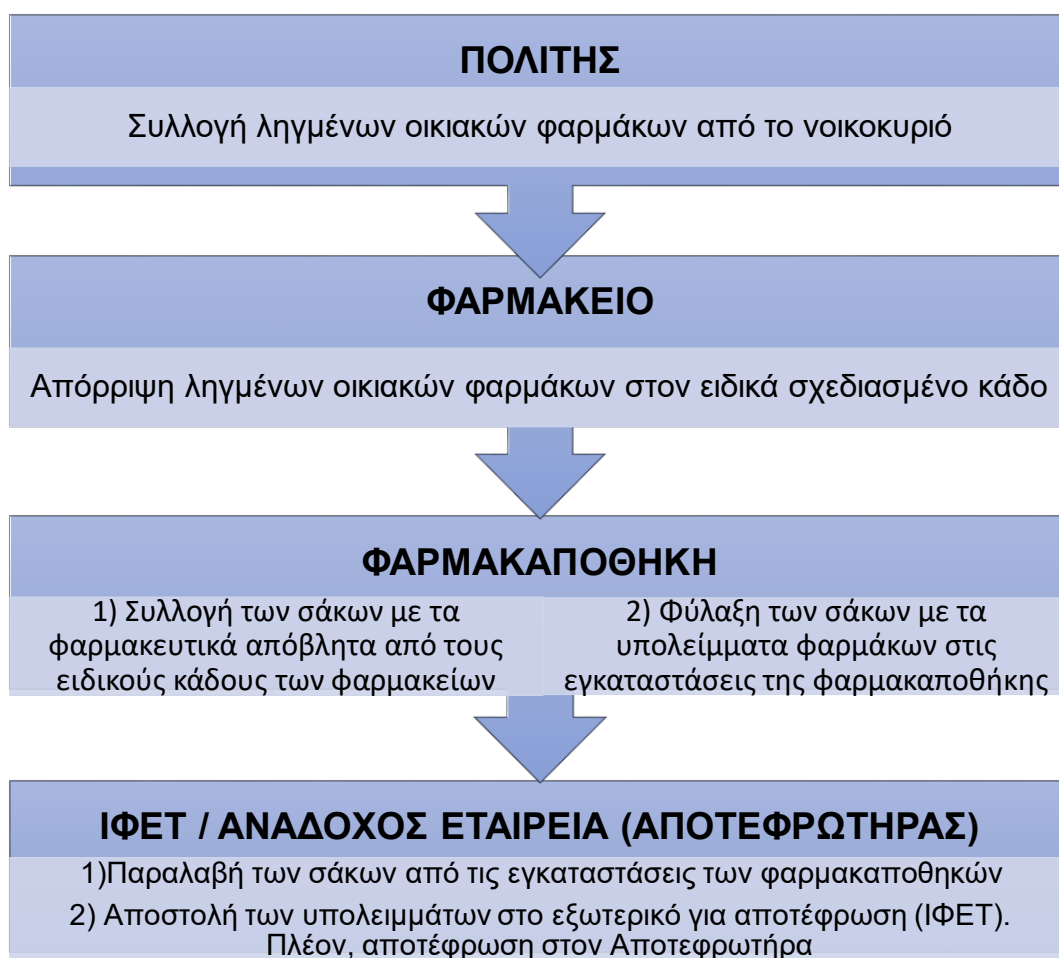 ΠΟΛΙΤΗΣ
Συλλογή ληγμένων οικιακών φαρμάκων από το νοικοκυριό
ΦΑΡΜΑΚΕΙΟ
Απόρριψη ληγμένων οικιακών φαρμάκων στον ειδικά σχεδιασμένο κάδο
ΦΑΡΜΑΚΑΠΟΘΗΚΗ
1) Συλλογή των σάκων με τα
φαρμακευτικά απόβλητα από τους
ειδικούς κάδους των φαρμακείων
2) Φύλαξη των σάκων με τα
υπολείμματα φαρμάκων στις
εγκαταστάσεις της φαρμακαποθήκης
ΙΦΕΤ / ΑΝΑΔΟΧΟΣ ΕΤΑΙΡΕΙΑ (ΑΠΟΤΕΦΡΩΤΗΡΑΣ)
1)Παραλαβή των σάκων από τις εγκαταστάσεις των φαρμακαποθηκών
2) Αποστολή των υπολειμμάτων στο εξωτερικό για αποτέφρωση (ΙΦΕΤ).
Πλέον, αποτέφρωση στον Αποτεφρωτήρα